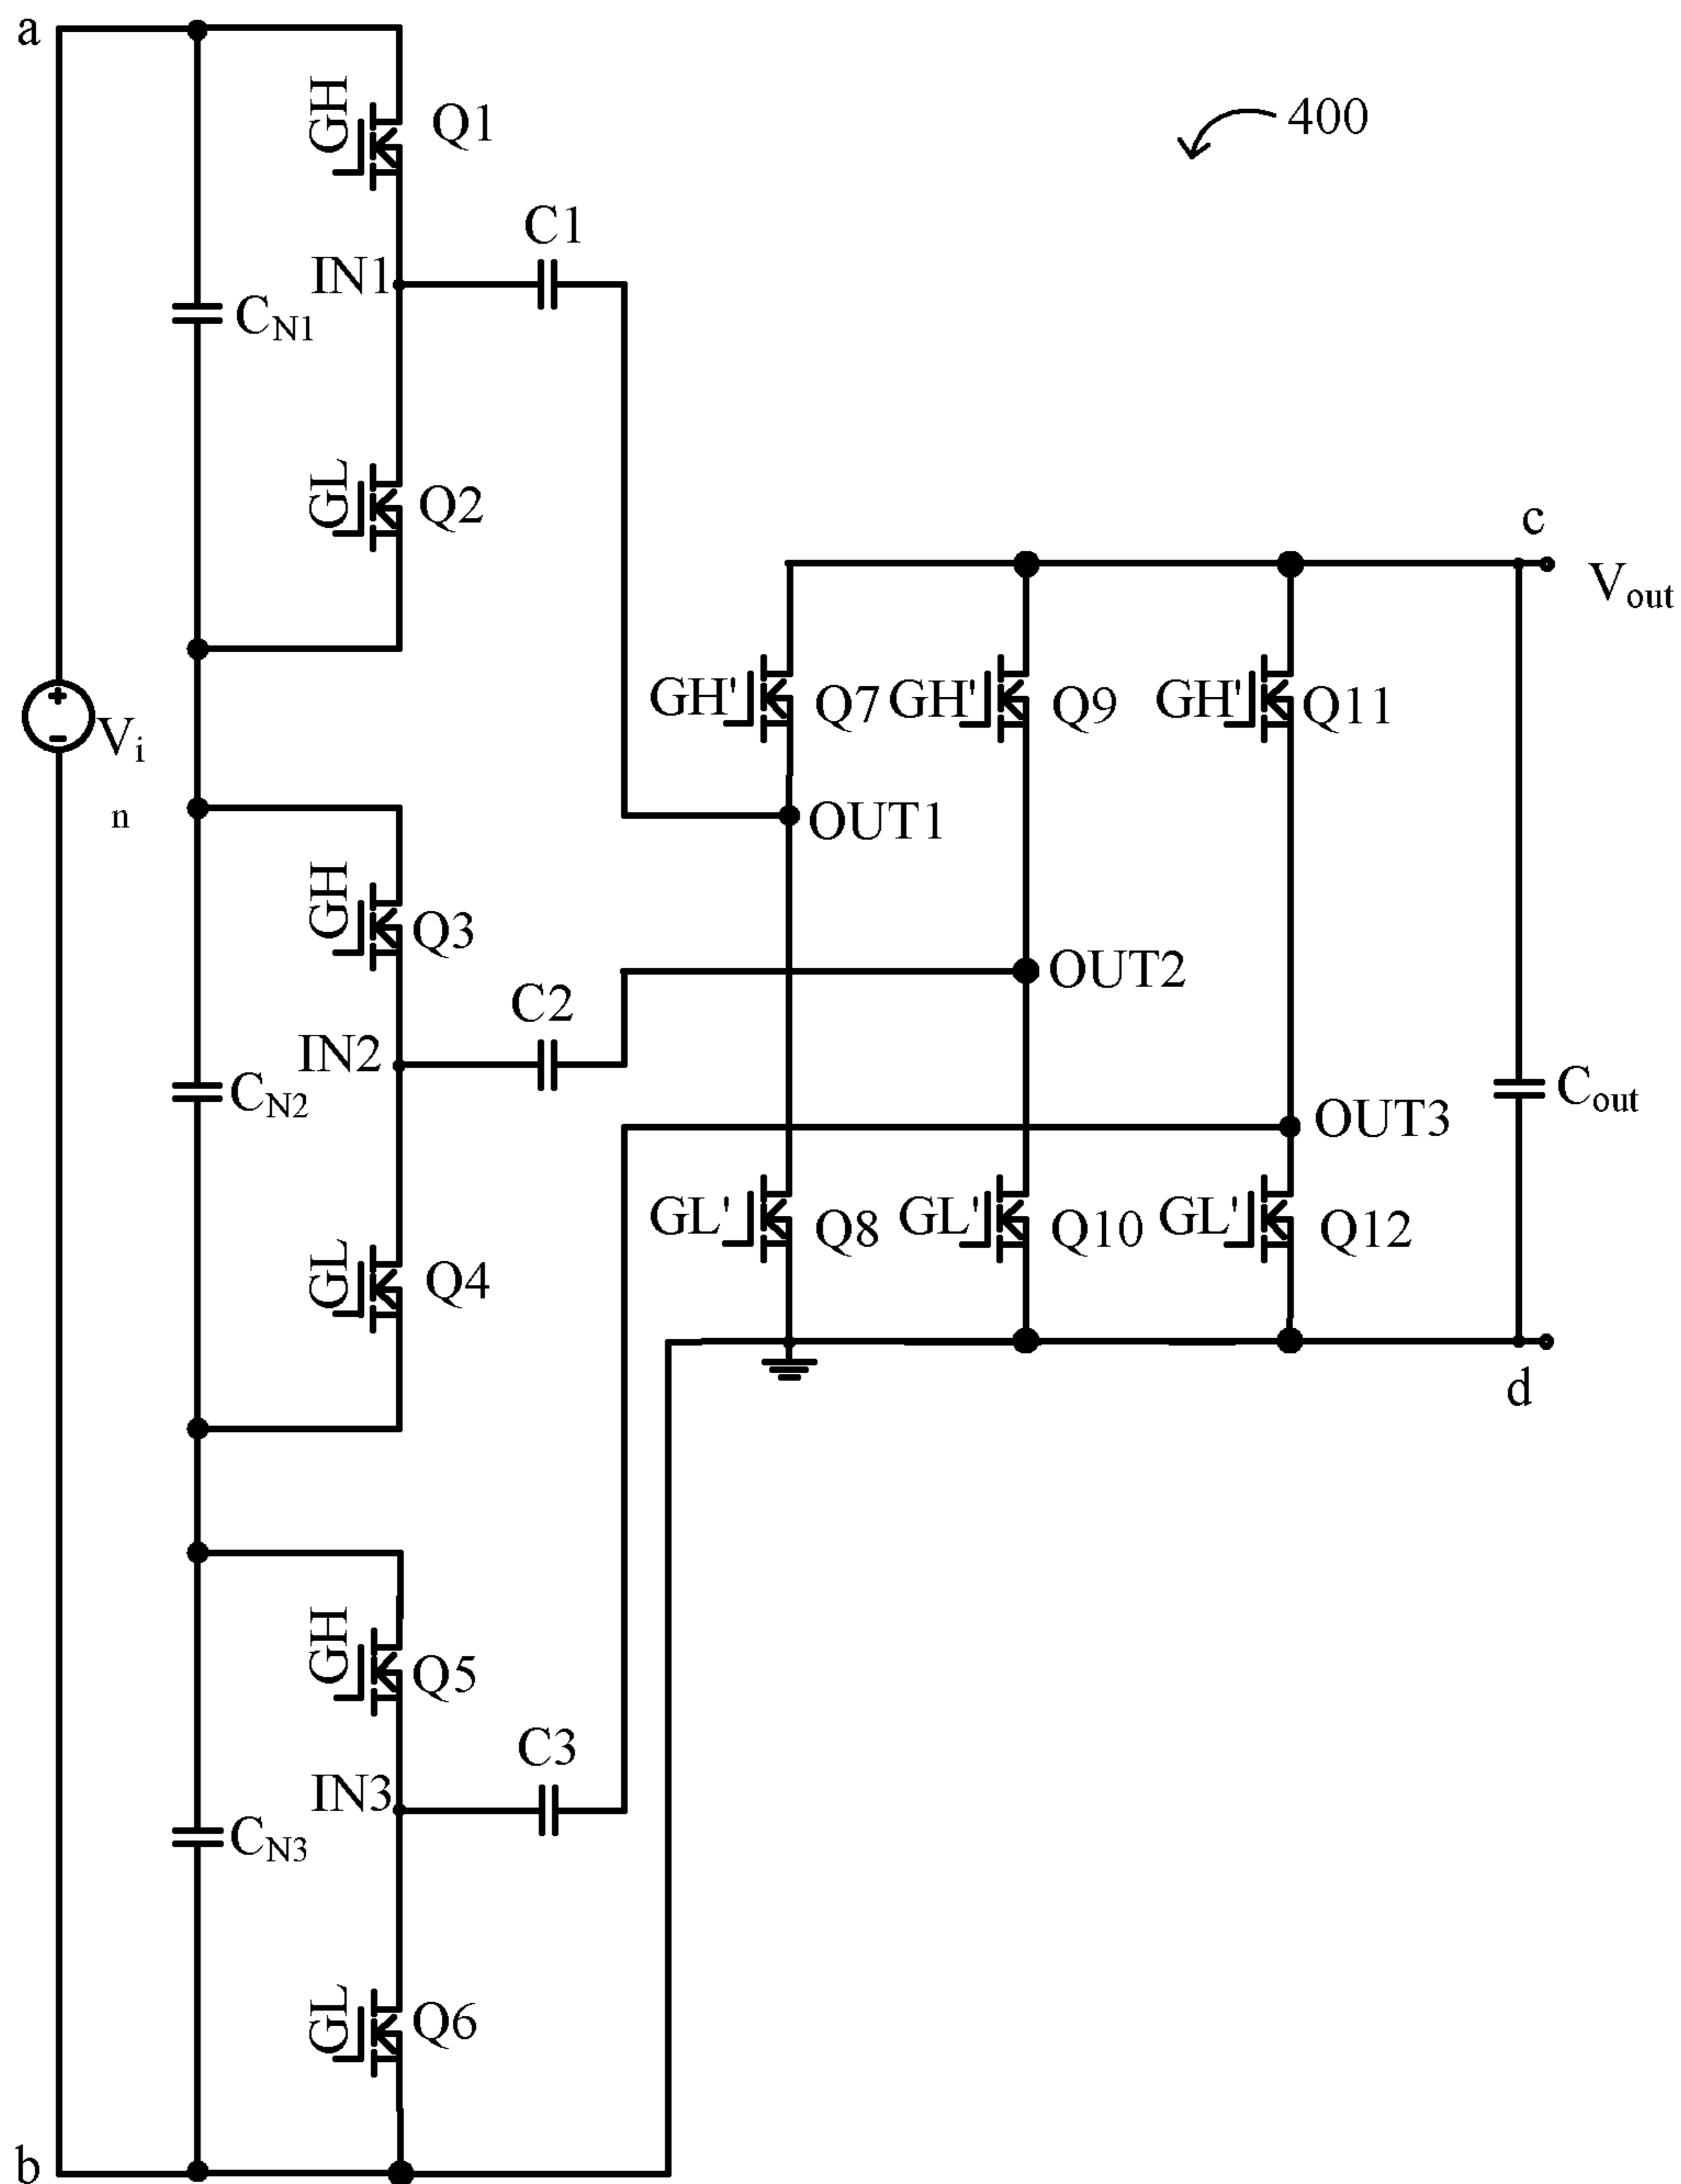 a
GH
Q1
400
C1
IN1
CN1
GL
Q2
c
Vout
Vi
n
GH'
Q7
GH'
Q9
GH'
Q11
OUT1
GH
Q3
OUT2
C2
IN2
CN2
Cout
OUT3
GL'
Q8
GL'
Q10
GL'
Q12
GL
Q4
d
GH
Q5
C3
IN3
CN3
GL
Q6
b